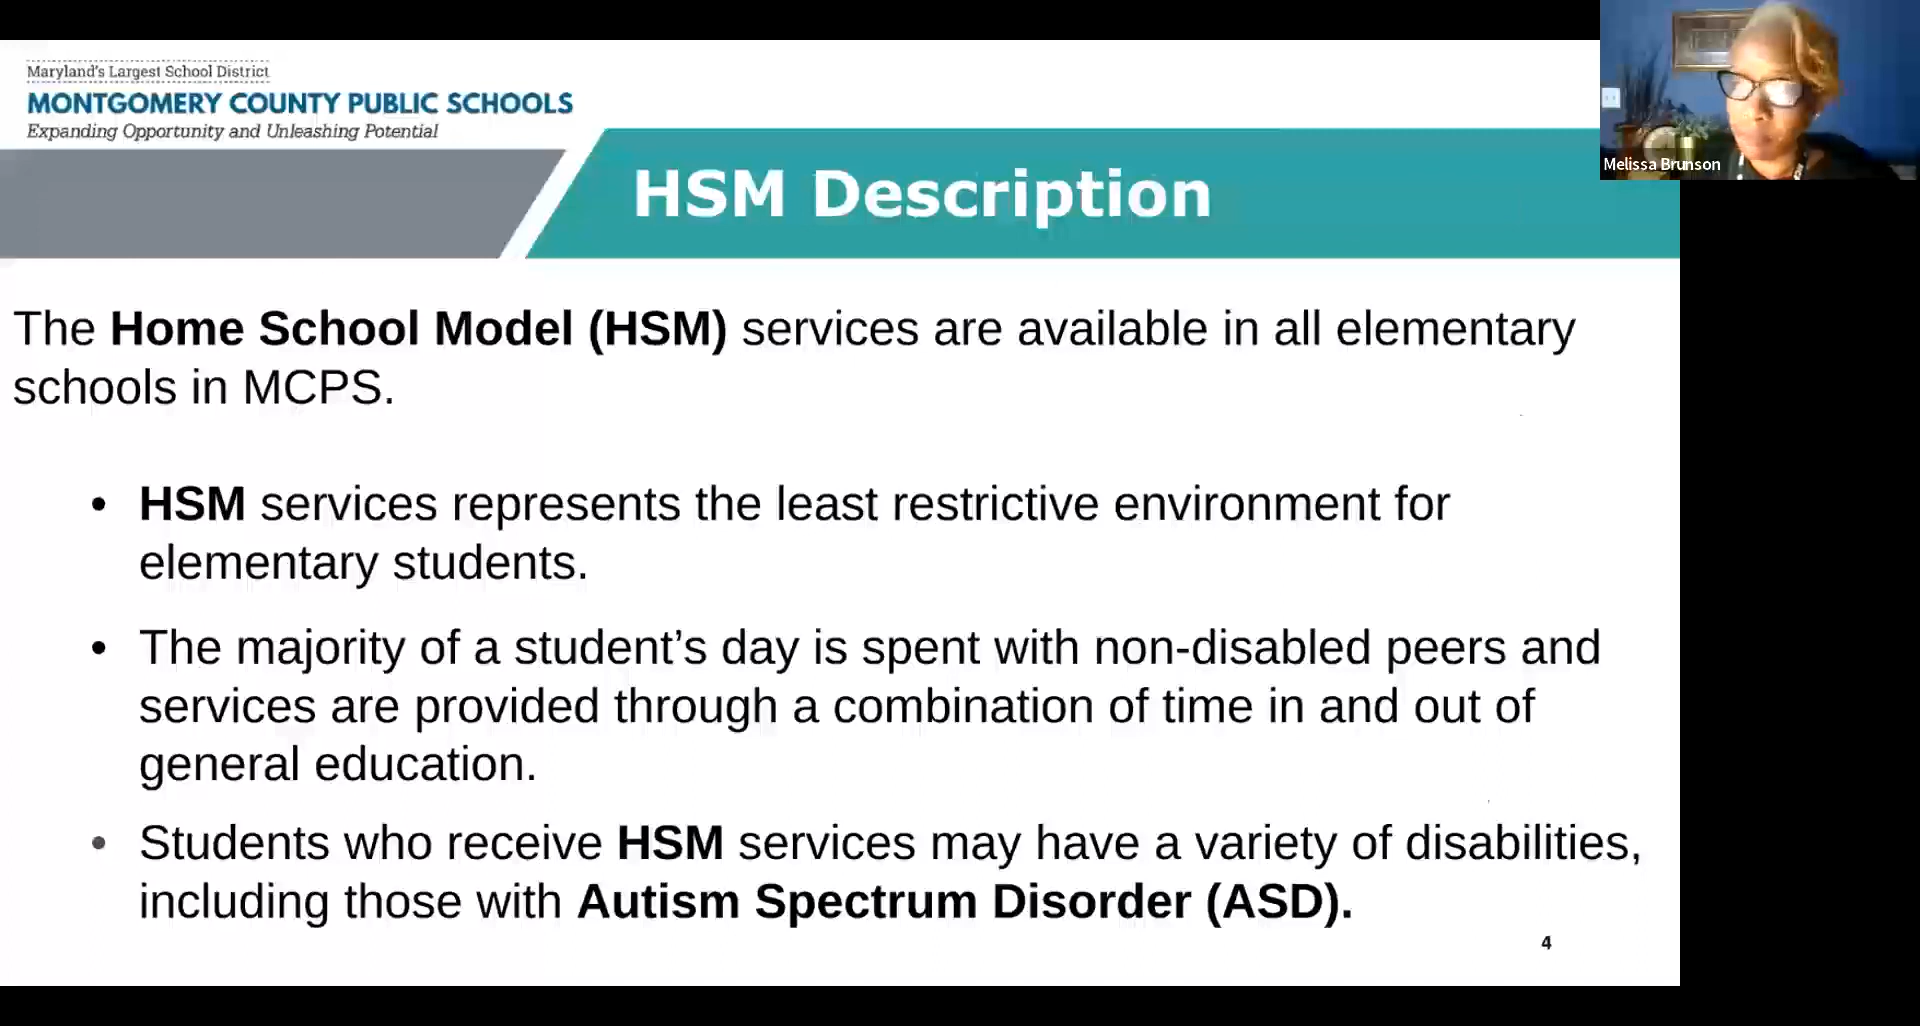 Maryland's Largest School District
MONTGOMERY COUNTY PUBLIC SCHOOLS
Expanding Opportunity and Unleashing Potential
HSM Description
Melissa Brunson
The Home School Model (HSM) services are available in all elementary
schools in MCPS.
• HSM services represents the least restrictive environment for
elementary students.
• The majority of a student’s day is spent with non-disabled peers and
services are provided through a combination of time in and out of
general education.
• Students who receive HSM services may have a variety of disabilities,
including those with Autism Spectrum Disorder (ASD).
4